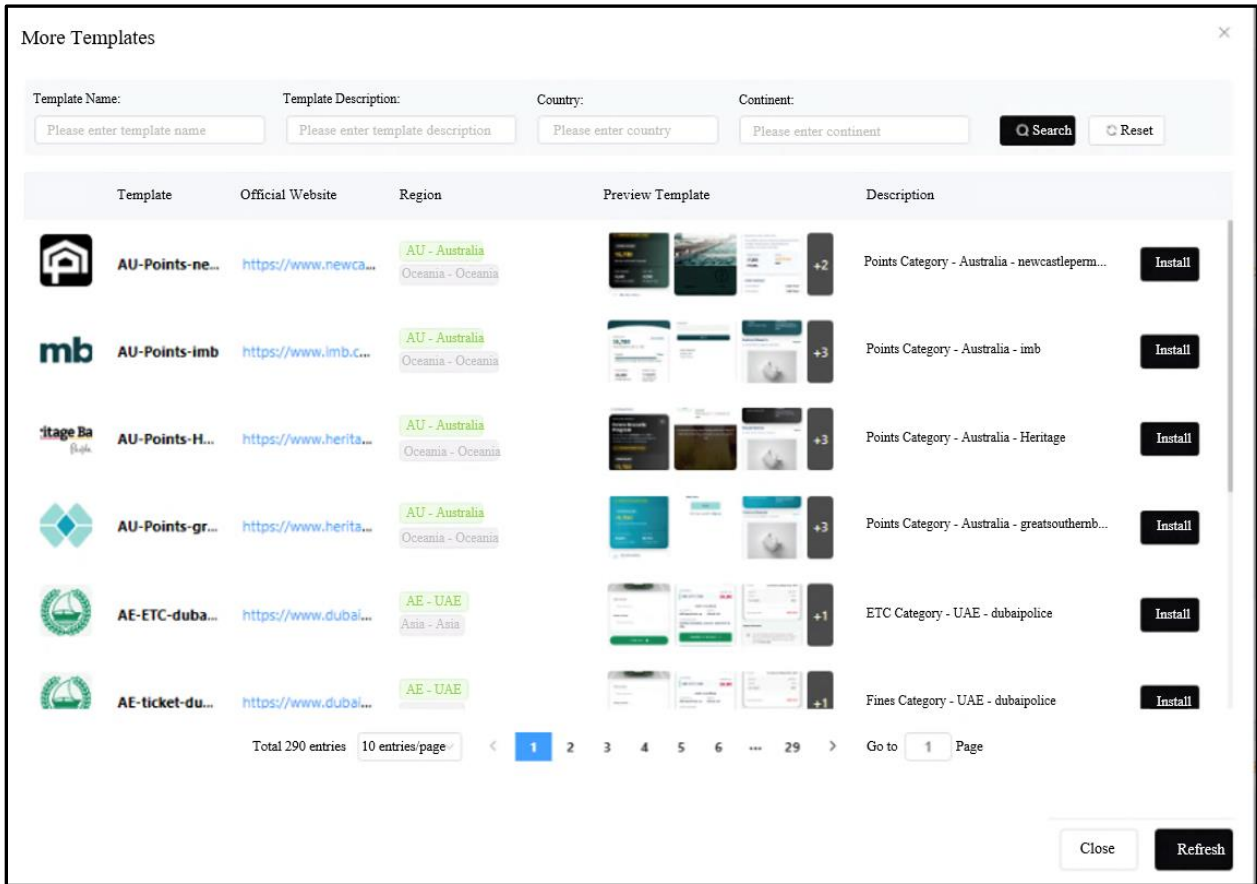 More Templates
Template Name:
Template Description:
Country:
Continent:
Please enter template name
Please enter template description
Please enter country
Please enter continent
Search
Reset
Template
Official Website
Region
Preview Template
Description
AU-Points-ne...
https://www.newca...
AU - Australia
Oceania - Oceania
+2
Points Category - Australia - newcastleperm...
Install
mb
AU-Points-imb
https://www.imb.c...
AU - Australia
Oceania - Oceania
+3
Points Category - Australia - imb
Install
itage Ba
AU-Points-H...
https://www.herita...
AU - Australia
Oceania - Oceania
+3
Points Category - Australia - Heritage
Install
AU-Points-gr...
https://www.herita...
AU - Australia
Oceania - Oceania
+3
Points Category - Australia - greatsouthernb...
Install
AE-ETC-duba...
https://www.dubai...
AE - UAE
Asia - Asia
+1
ETC Category - UAE - dubaipolice
Install
AE-ticket-du...
https://www.dubai...
AE - UAE
+1
Fines Category - UAE - dubaipolice
Install
Total 290 entries
10 entries/page
1 2 3 4 5 6 ... 29
Go to 1 Page
Close
Refresh